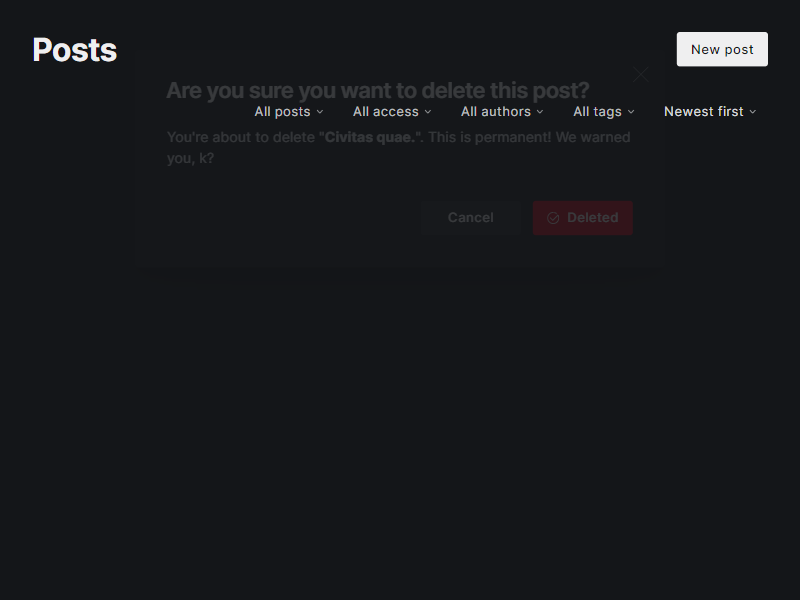 Posts
New post
Are you sure you want to delete this post?
All posts All access All authors All tags Newest first
You're about to delete "Civitas quae.". This is permanent! We warned
you, k?
Cancel Deleted